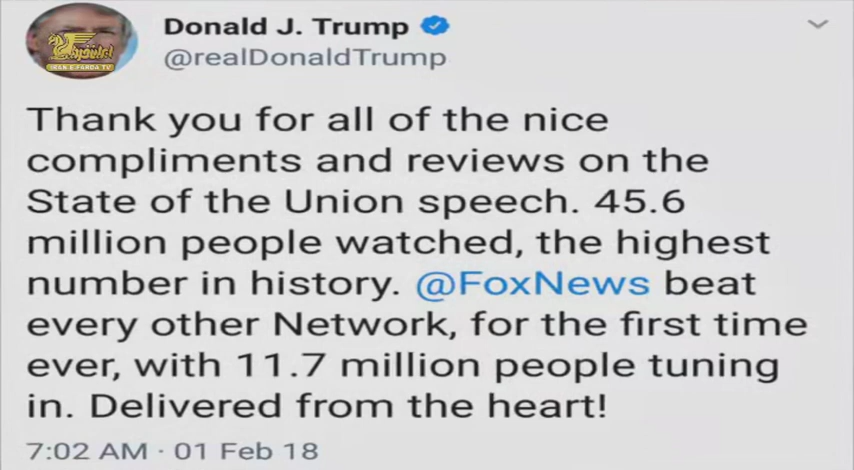 Donald J. Trump
@realDonaldTrump
IRAN E FARDA TV
Thank you for all of the nice
compliments and reviews on the
State of the Union speech. 45.6
million people watched, the highest
number in history. @FoxNews beat
every other Network, for the first time
ever, with 11.7 million people tuning
in. Delivered from the heart!
7:02 AM · 01 Feb 18